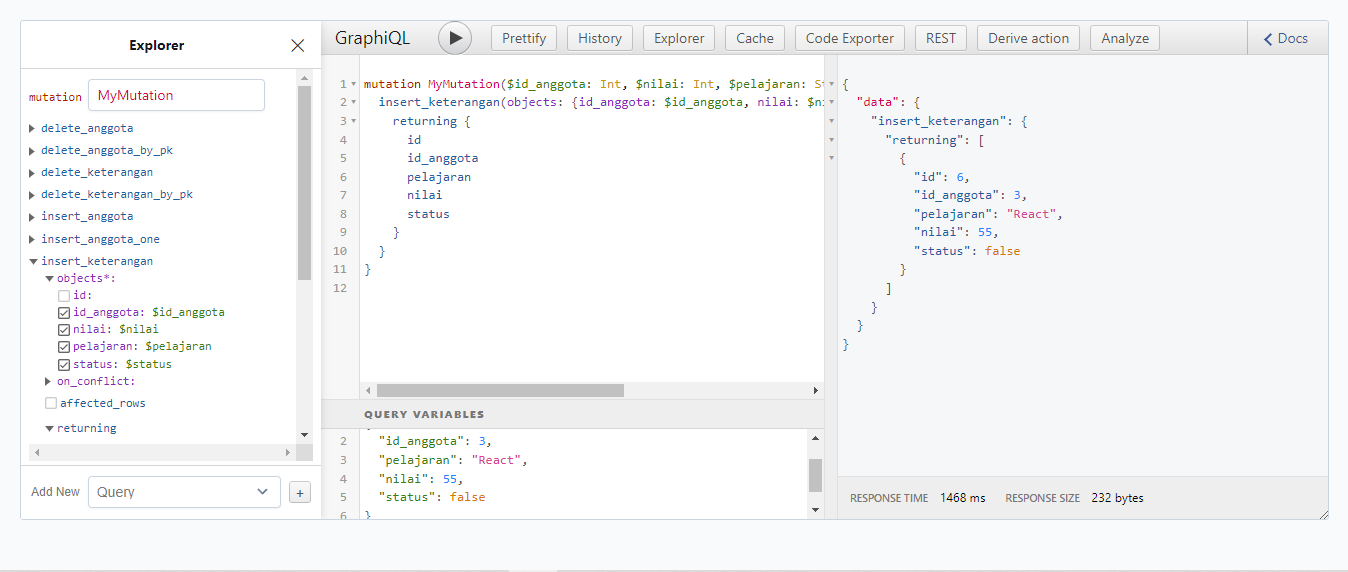 Explorer
GraphiQL
Prettify
History
Explorer
Cache
Code Exporter
REST
Derive action
Analyze
Docs
mutation MyMutation
delete_anggota
delete_anggota_by_pk
delete_keterangan
delete_keterangan_by_pk
insert_anggota
insert_anggota_one
insert_keterangan
objects*:
id:
id_anggota: $id_anggota
nilai: $nilai
pelajaran: $pelajaran
status: $status
on_conflict:
affected_rows
returning
Add New Query +
1 mutation MyMutation($id_anggota: Int, $nilai: Int, $pelajaran: St
2 insert_keterangan(objects: {id_anggota: $id_anggota, nilai: $ni
3 returning {
4 id
5 id_anggota
6 pelajaran
7 nilai
8 status
9 }
10 }
11 }
12
QUERY VARIABLES
2 "id_anggota": 3,
3 "pelajaran": "React",
4 "nilai": 55,
5 "status": false
6 }
{
"data": {
"insert_keterangan": {
"returning": [
{
"id": 6,
"id_anggota": 3,
"pelajaran": "React",
"nilai": 55,
"status": false
}
]
}
}
}
RESPONSE TIME 1468 ms RESPONSE SIZE 232 bytes